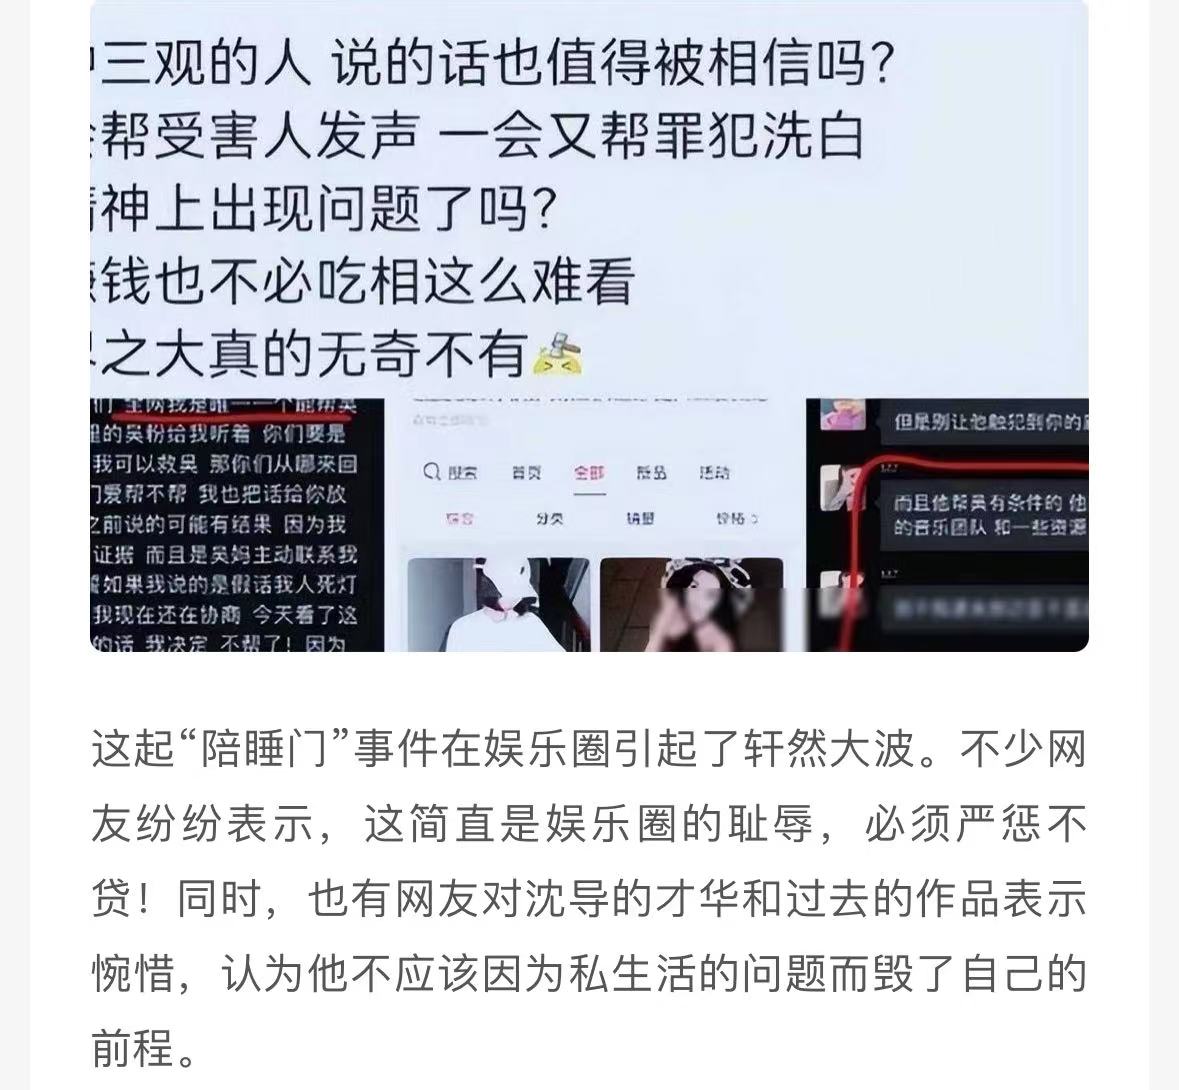 三观的人 说的话也值得被相信吗？
帮受害人发声 一会又帮罪犯洗白
神上出现问题了吗？
钱也不必吃相这么难看
之大真的无奇不有
们 全网我是唯一一个能帮吴
的吴粉给我听着 你们要是
我可以救吴 那你们从哪来回
爱帮不帮 我也把话给你放
之前说的可能有结果 因为我
证据 而且是吴妈主动联系我
如果我说的是假话我人死灯
我现在还在协商 今天看了这
的话 我决定 不帮了！因为
搜索 首页 全部 新品 活动
综合 分类 销量 价格
但是别让他触犯到你的
而且他帮吴有条件的 他
的音乐团队 和一些资源
这起“陪睡门”事件在娱乐圈引起了轩然大波。不少网
友纷纷表示，这简直是娱乐圈的耻辱，必须严惩不
贷！同时，也有网友对沈导的才华和过去的作品表示
惋惜，认为他不应该因为私生活的问题而毁了自己的
前程。